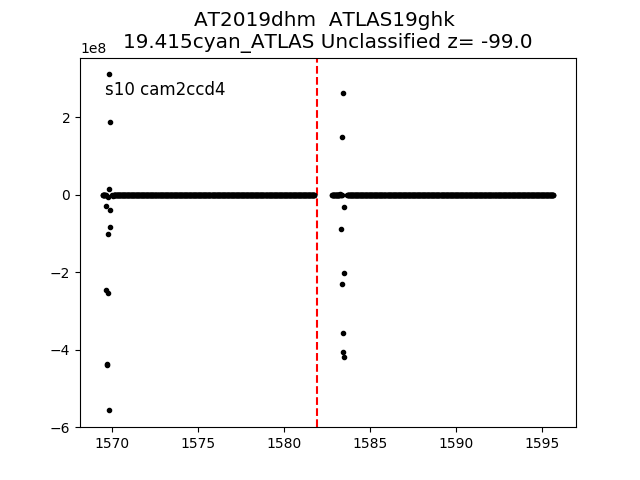 AT2019dhm  ATLAS19ghk
19.415cyan_ATLAS Unclassified z= -99.0
1e8
s10 cam2ccd4
2
0
−2
−4
−6
1570 1575 1580 1585 1590 1595